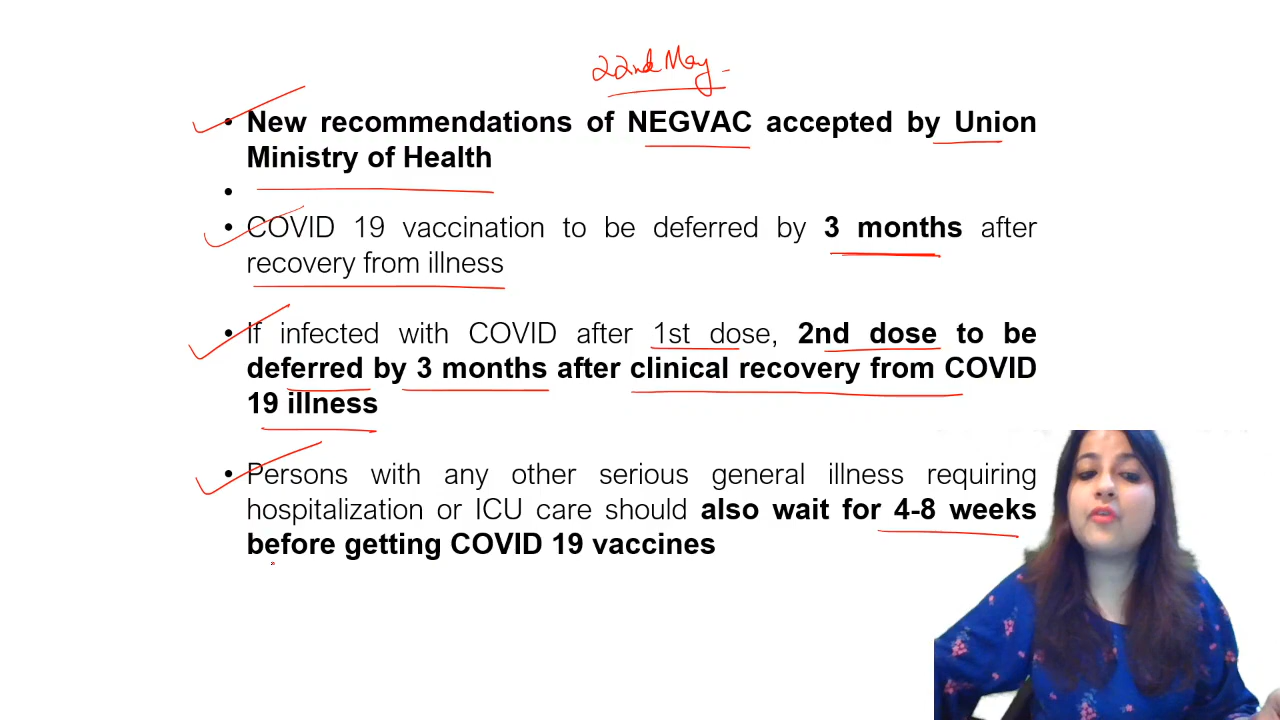 22nd May
• New recommendations of NEGVAC accepted by Union
Ministry of Health
•
• COVID 19 vaccination to be deferred by 3 months after
recovery from illness
• If infected with COVID after 1st dose, 2nd dose to be
deferred by 3 months after clinical recovery from COVID
19 illness
• Persons with any other serious general illness requiring
hospitalization or ICU care should also wait for 4-8 weeks
before getting COVID 19 vaccines